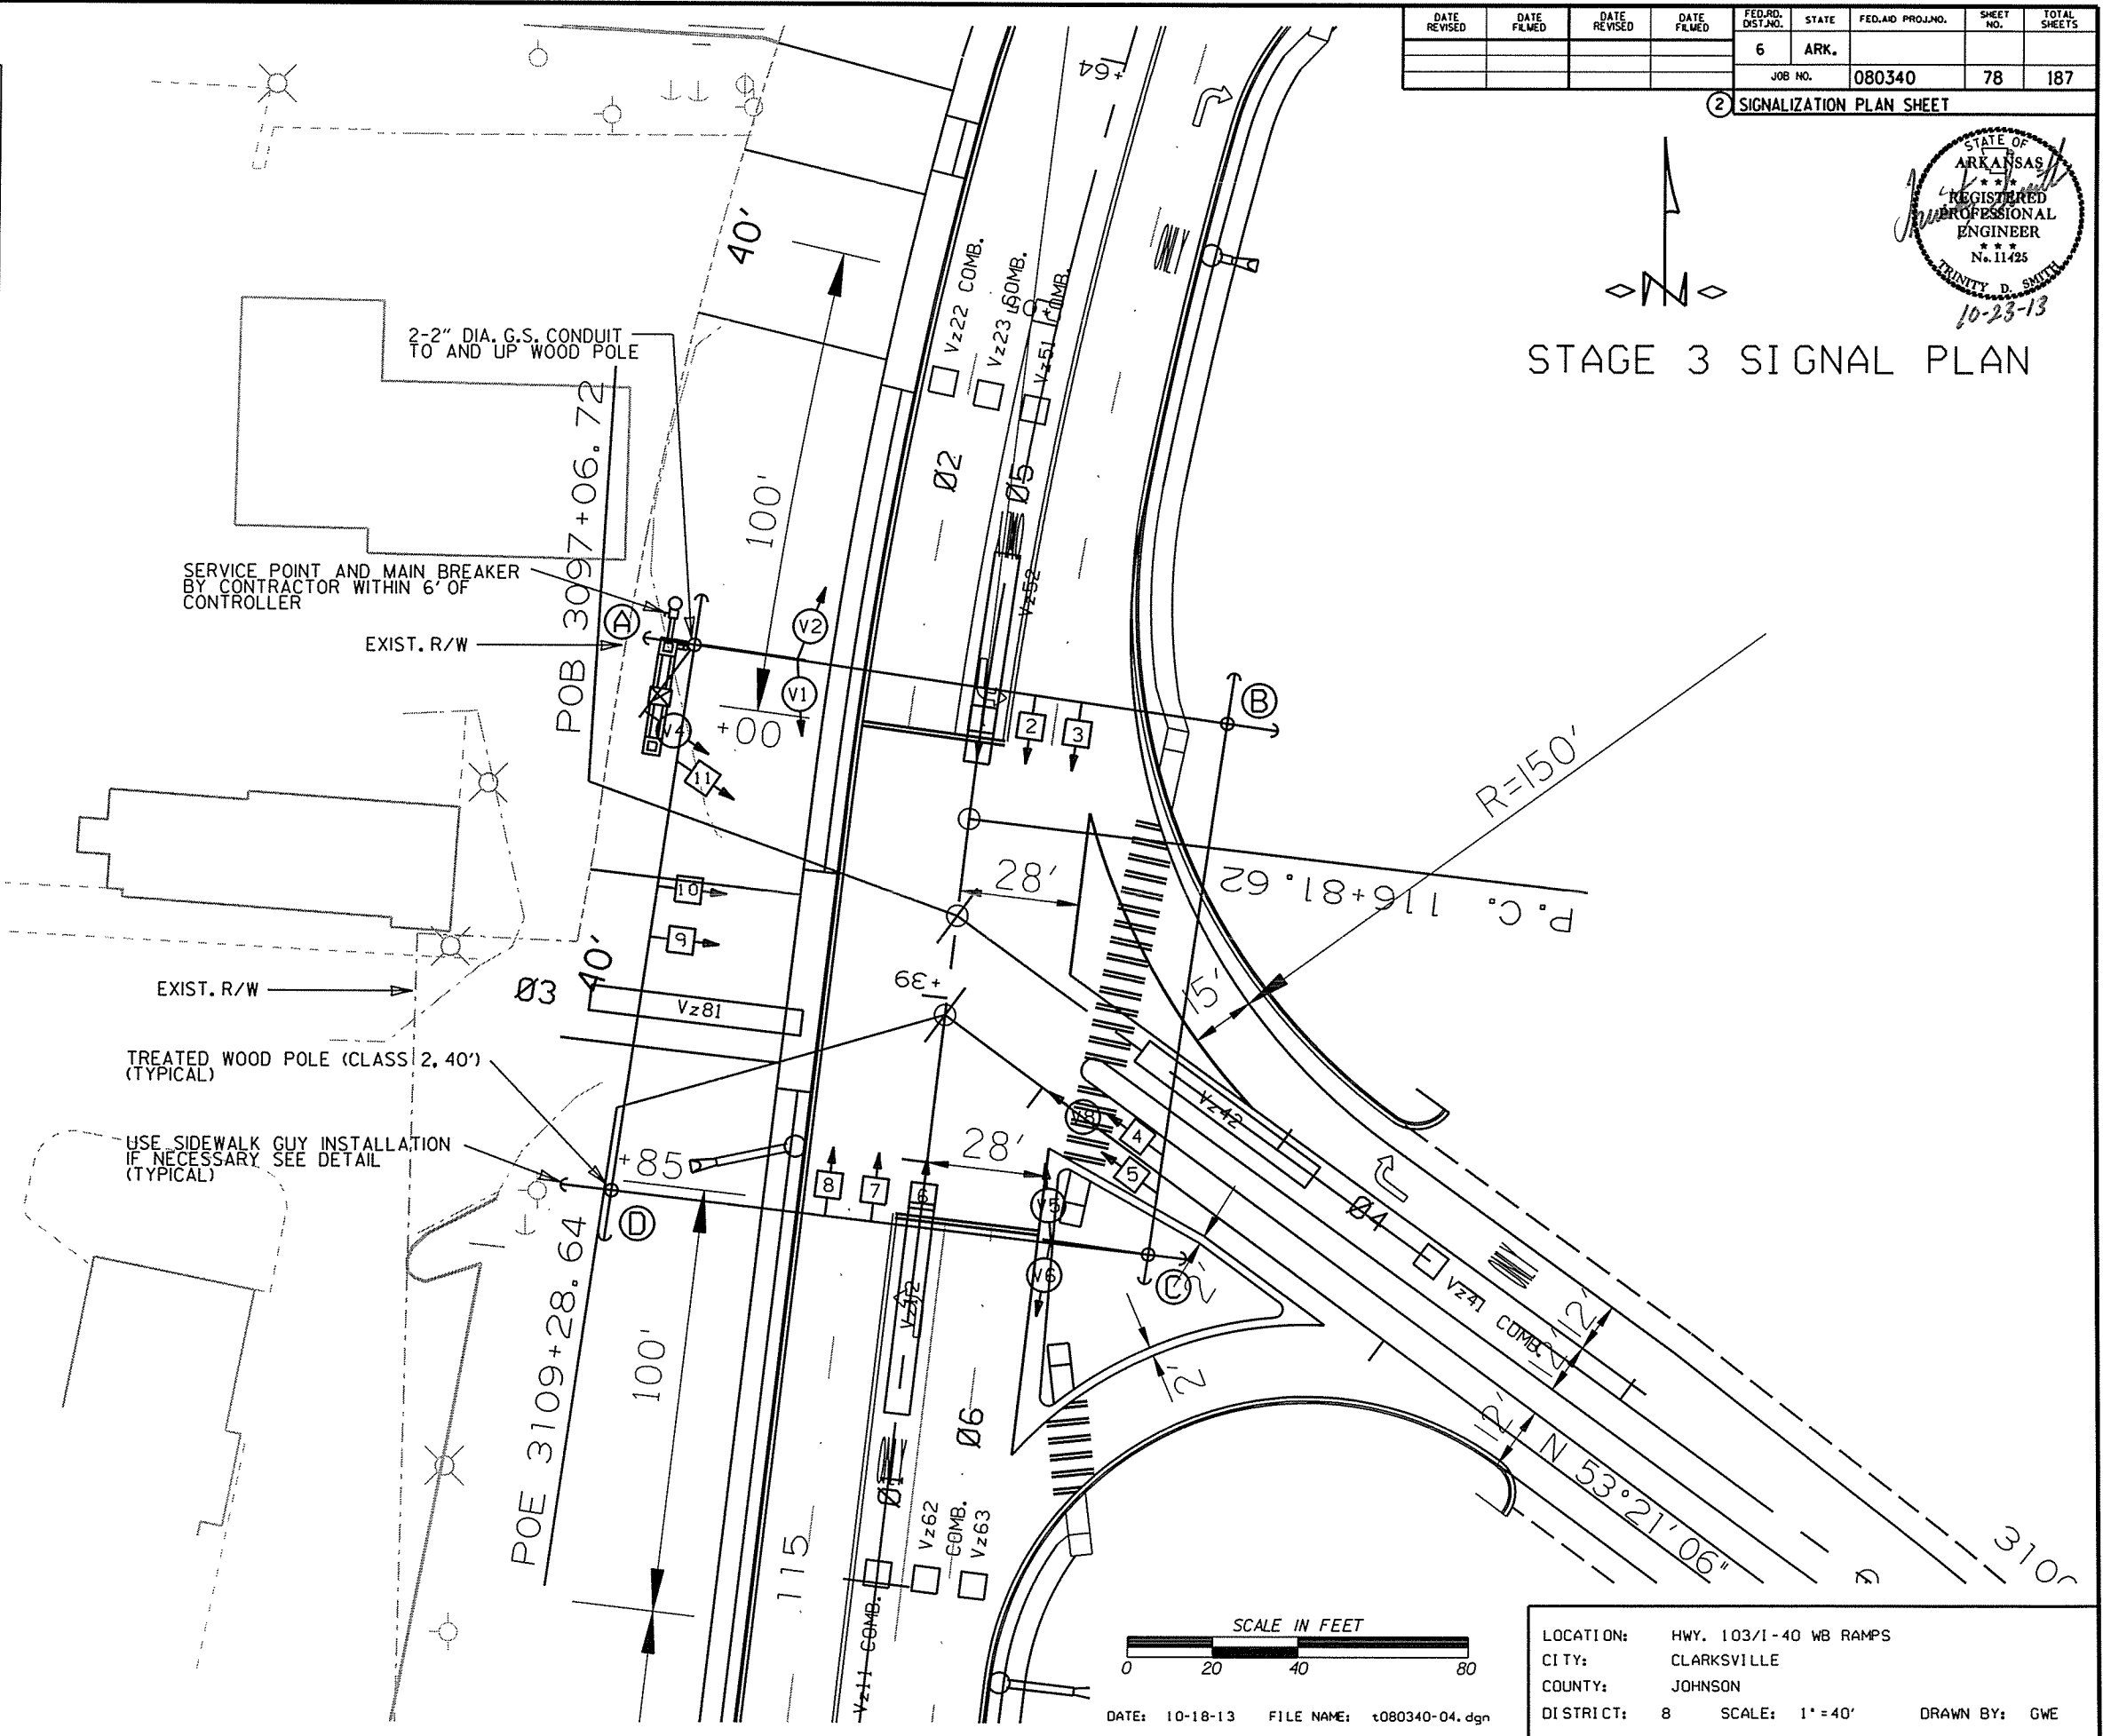 DATE REVISED
DATE FILMED
DATE REVISED
DATE FILMED
FED.RD. DIST.NO.
STATE
FED.AID PROJ.NO.
SHEET NO.
TOTAL SHEETS
6
ARK.
JOB NO.
080340
78
187
2
SIGNALIZATION PLAN SHEET
STATE OF
ARKANSAS
★ ★ ★
REGISTERED
PROFESSIONAL
ENGINEER
★ ★ ★
No. 11425
TRINITY D. SMITH
10-23-13
N
STAGE 3 SIGNAL PLAN
+64
40'
Vz22 COMB.
Vz23 COMB.
Vz51 COMB.
ONLY
2-2" DIA. G.S. CONDUIT
TO AND UP WOOD POLE
POB 3097+06.72
100'
Ø2
Ø5
Vz52
SERVICE POINT AND MAIN BREAKER
BY CONTRACTOR WITHIN 6' OF
CONTROLLER
EXIST. R/W
A
V2
V1
V4
+00
11
1
2
3
B
R=150'
28'
P.C. 116+81.62
10
9
40'
Ø3
+39
15'
EXIST. R/W
Vz81
TREATED WOOD POLE (CLASS 2, 40')
(TYPICAL)
USE SIDEWALK GUY INSTALLATION
IF NECESSARY SEE DETAIL
(TYPICAL)
+85
28'
V8
4
5
Vz42
8
7
6
V5
V6
D
C
Ø4
Vz41 COMB.
2'
2'
12'
12'
12'
POE 3109+28.64
100'
Vz12
Ø6
Ø1
N 53°21'06"
115
Vz62
COMB.
Vz63
Vz11 COMB.
SCALE IN FEET
0 20 40 80
DATE: 10-18-13 FILE NAME: t080340-04.dgn
LOCATION: HWY. 103/I-40 WB RAMPS
CITY: CLARKSVILLE
COUNTY: JOHNSON
DISTRICT: 8 SCALE: 1"=40' DRAWN BY: GWE